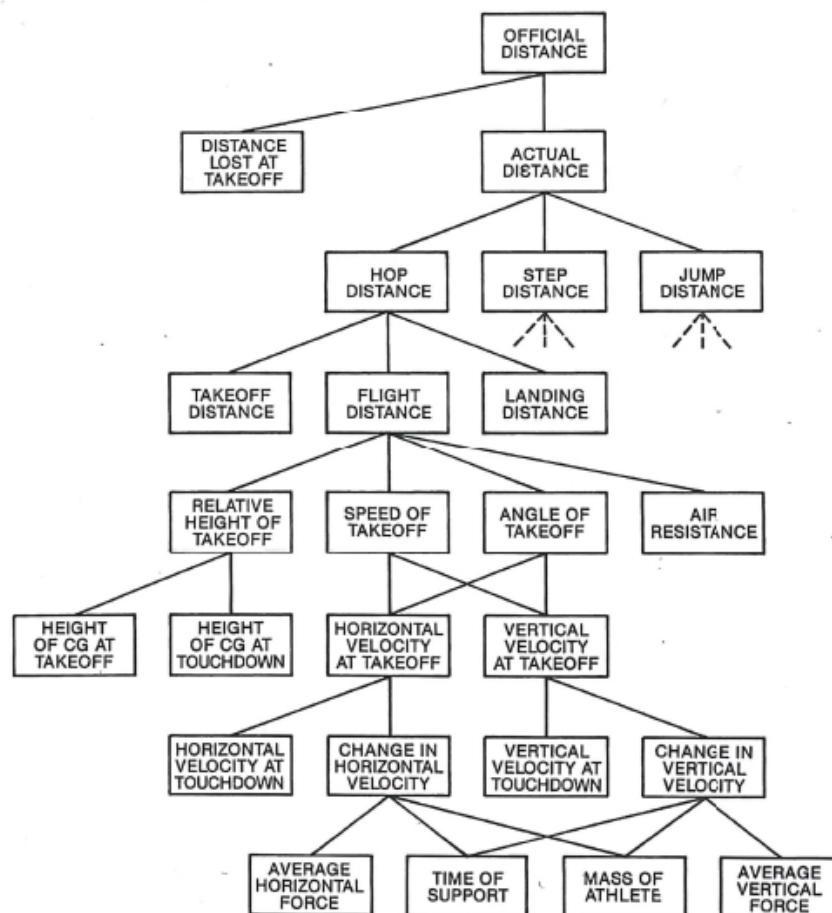 OFFICIAL
DISTANCE
DISTANCE
LOST AT
TAKEOFF
ACTUAL
DISTANCE
HOP
DISTANCE
STEP
DISTANCE
JUMP
DISTANCE
TAKEOFF
DISTANCE
FLIGHT
DISTANCE
LANDING
DISTANCE
RELATIVE
HEIGHT OF
TAKEOFF
SPEED OF
TAKEOFF
ANGLE OF
TAKEOFF
AIR
RESISTANCE
HEIGHT
OF CG AT
TAKEOFF
HEIGHT
OF CG AT
TOUCHDOWN
HORIZONTAL
VELOCITY
AT TAKEOFF
VERTICAL
VELOCITY
AT TAKEOFF
HORIZONTAL
VELOCITY AT
TOUCHDOWN
CHANGE IN
HORIZONTAL
VELOCITY
VERTICAL
VELOCITY AT
TOUCHDOWN
CHANGE IN
VERTICAL
VELOCITY
AVERAGE
HORIZONTAL
FORCE
TIME OF
SUPPORT
MASS OF
ATHLETE
AVERAGE
VERTICAL
FORCE